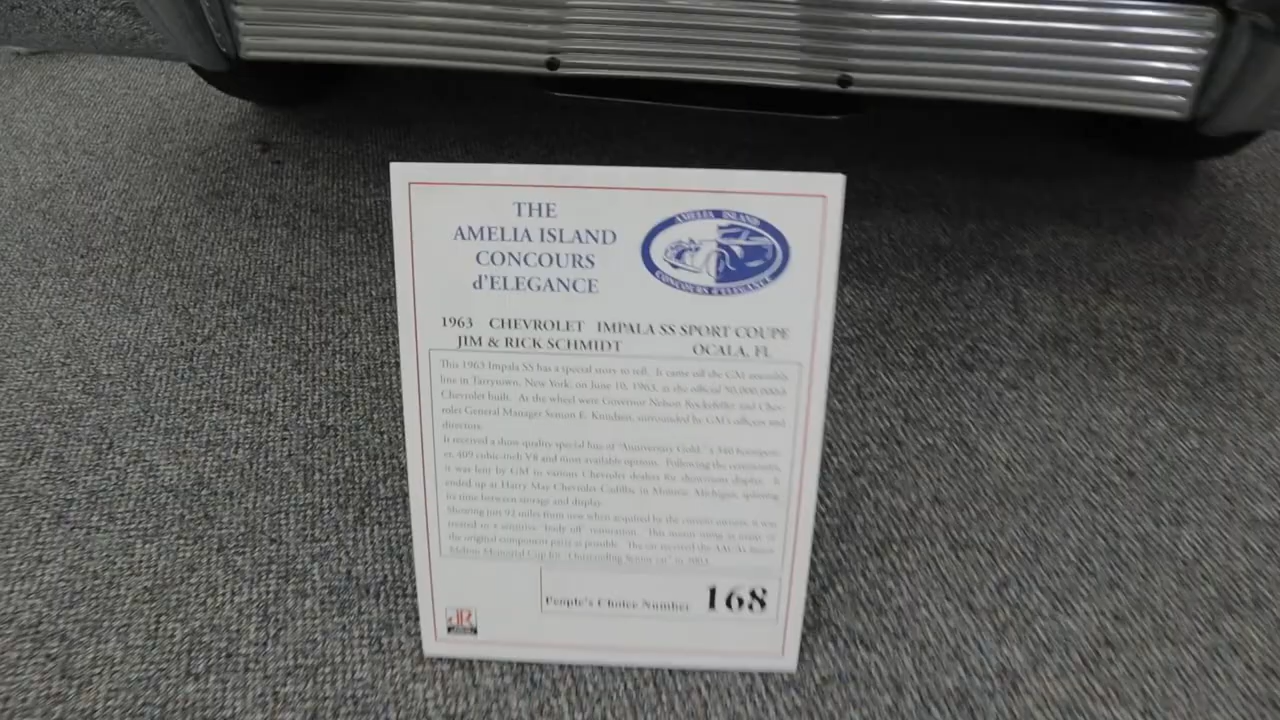 THE
AMELIA ISLAND
CONCOURS
d'ELEGANCE
AMELIA ISLAND
CONCOURS d'ELEGANCE
1963 CHEVROLET IMPALA SS SPORT COUPE
JIM & RICK SCHMIDT OCALA, FL
This 1963 Impala SS has a special story to tell. It came off the GM assembly
line in Tarrytown, New York, on June 10, 1963, as the official 50,000,000th
Chevrolet built. At the wheel were Governor Nelson Rockefeller and Chev-
rolet General Manager Semon E. Knudsen, surrounded by GM's officers and
directors.
It received a show quality special hue of "Anniversary Gold," a 340 horsepow-
er, 409 cubic-inch V8 and most available options. Following the ceremonies,
it was lent by GM to various Chevrolet dealers for showroom display. It
ended up at Harry May Chevrolet-Cadillac in Monroe, Michigan, spending
its time between storage and display.
Showing just 92 miles from new when acquired by the current owners, it was
treated to a sensitive "body off" restoration. This meant using as many of
the original component parts as possible. The car received the AACA's
Melton Memorial Cup for "Outstanding Senior car" in 2003.
People's Choice Number 168